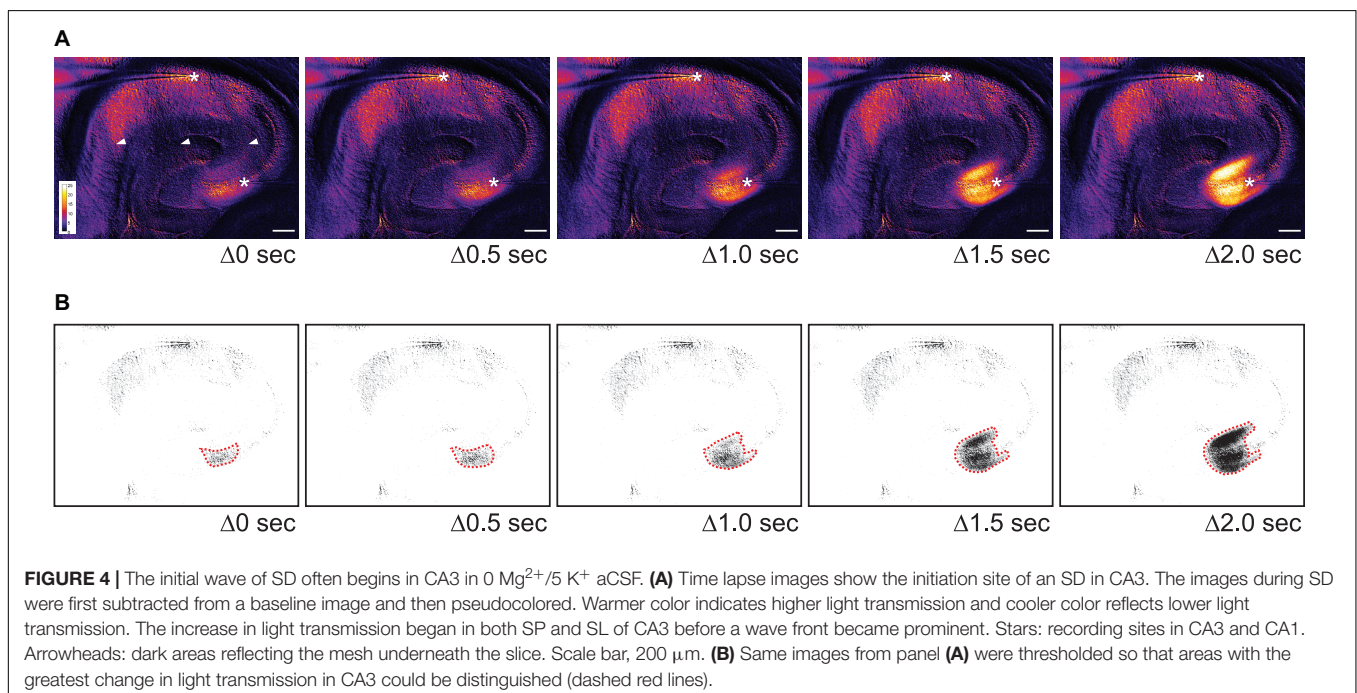 A
*
*
25
20
15
10
5
Δ0 sec
Δ0.5 sec
Δ1.0 sec
Δ1.5 sec
Δ2.0 sec
B
Δ0 sec
Δ0.5 sec
Δ1.0 sec
Δ1.5 sec
Δ2.0 sec
FIGURE 4 | The initial wave of SD often begins in CA3 in 0 Mg²⁺/5 K⁺ aCSF. (A) Time lapse images show the initiation site of an SD in CA3. The images during SD
were first subtracted from a baseline image and then pseudocolored. Warmer color indicates higher light transmission and cooler color reflects lower light
transmission. The increase in light transmission began in both SP and SL of CA3 before a wave front became prominent. Stars: recording sites in CA3 and CA1.
Arrowheads: dark areas reflecting the mesh underneath the slice. Scale bar, 200 μm. (B) Same images from panel (A) were thresholded so that areas with the
greatest change in light transmission in CA3 could be distinguished (dashed red lines).